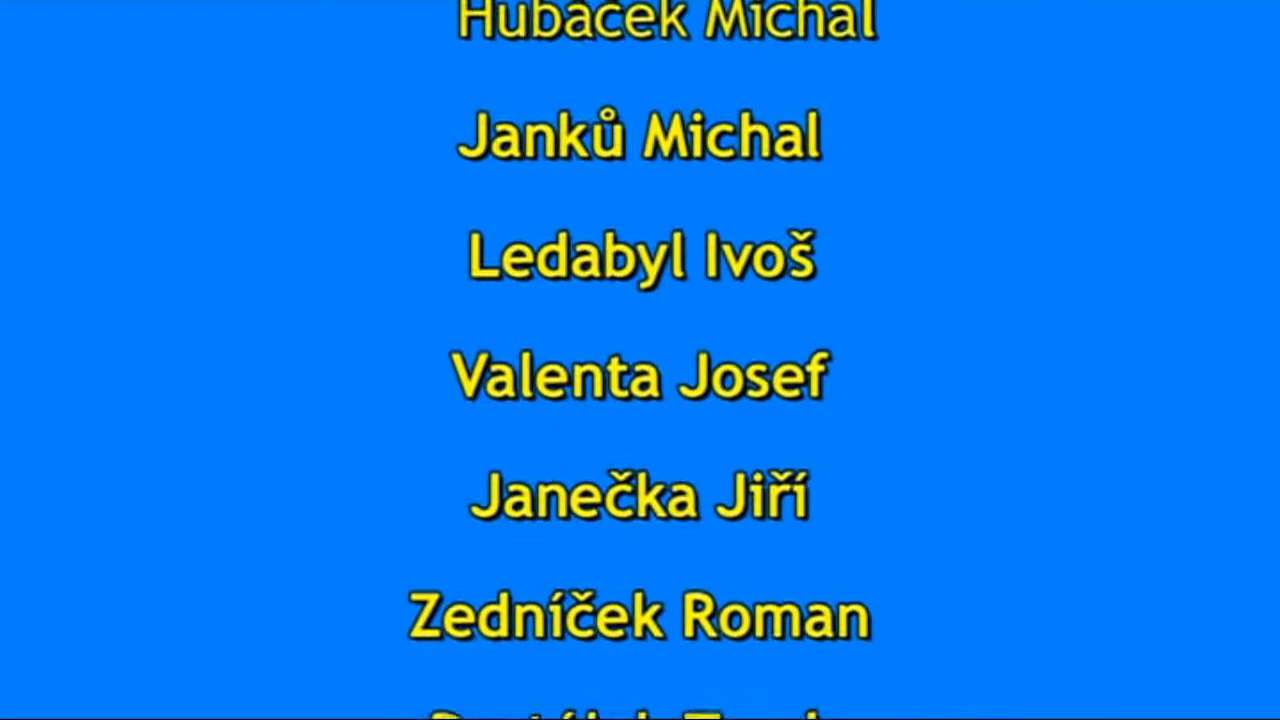 Hubáček Michal
Janků Michal
Ledabyl Ivoš
Valenta Josef
Janečka Jiří
Zedníček Roman